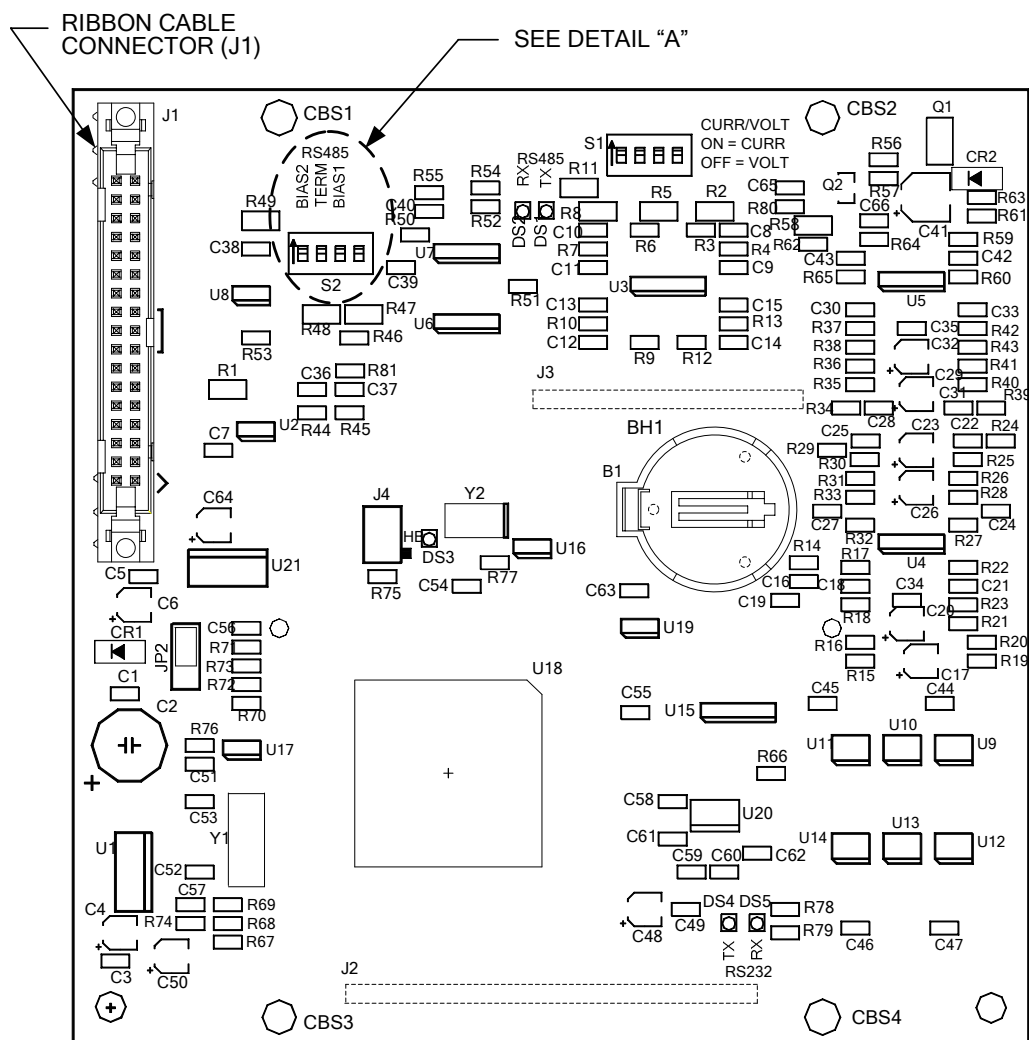 RIBBON CABLE
CONNECTOR (J1)
SEE DETAIL “A”
J1
CBS1
CBS2
Q1
S1
CURR/VOLT
ON = CURR
OFF = VOLT
RS485
BIAS2
TERM
BIAS1
RS485
RX
TX
R11
R54
R55
C40
R50
R52
DS2
DS1
R49
C38
U8
R53
S2
R48
R47
R46
C39
U7
U6
R51
R8
C10
R7
C11
R5
R6
R2
R3
C8
R4
C9
U3
C13
R10
C12
R9
R12
C15
R13
C14
C65
R80
R58
R62
Q2
R56
R57
C66
R64
C41
CR2
R63
R61
R59
C42
R60
C43
R65
U5
C30
R37
R38
R36
R35
C35
C32
C29
C31
C33
R42
R43
R41
R40
R39
R34
C28
C25
C23
C22
R24
R29
R30
R31
R33
R25
R26
R28
C26
C24
C27
R32
R27
U4
R1
C36
R81
C37
R44
R45
U2
C7
J3
BH1
B1
C64
U21
J4
HB
DS3
Y2
R75
C54
R77
U16
C5
C6
CR1
C1
C2
+
JP2
C56
R71
R73
R72
R70
R14
C16
C19
C63
U19
R17
C18
R18
R16
R15
C34
C20
C17
R22
C21
R23
R21
R20
R19
U18
C55
U15
C45
C44
R76
C51
U17
C53
Y1
C52
R66
U11
U10
U9
C58
U20
C61
C62
C59
C60
U14
U13
U12
U1
C4
C57
R74
R69
R68
R67
C3
C50
C48
C49
DS4
DS5
R78
R79
TX
RX
RS232
C46
C47
J2
CBS3
CBS4